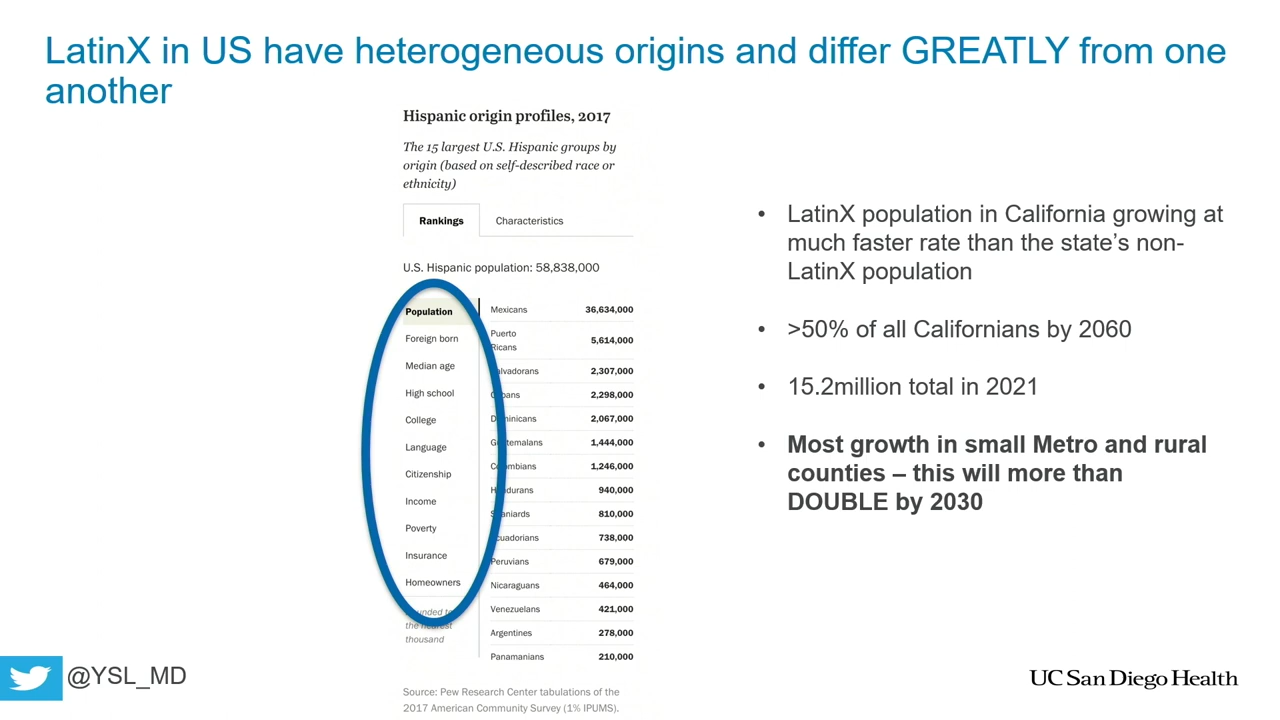 LatinX in US have heterogeneous origins and differ GREATLY from one
another
Hispanic origin profiles, 2017
The 15 largest U.S. Hispanic groups by
origin (based on self-described race or
ethnicity)
Rankings
Characteristics
U.S. Hispanic population: 58,838,000
Population
Foreign born
Median age
High school
College
Language
Citizenship
Income
Poverty
Insurance
Homeowners
the nearest
thousand
Mexicans 36,634,000
Puerto
Ricans 5,614,000
Salvadorans 2,307,000
Cubans 2,298,000
Dominicans 2,067,000
Guatemalans 1,444,000
Colombians 1,246,000
Hondurans 940,000
Spaniards 810,000
Ecuadorians 738,000
Peruvians 679,000
Nicaraguans 464,000
Venezuelans 421,000
Argentines 278,000
Panamanians 210,000
Source: Pew Research Center tabulations of the
2017 American Community Survey (1% IPUMS).
• LatinX population in California growing at
much faster rate than the state’s non-
LatinX population
• >50% of all Californians by 2060
• 15.2million total in 2021
• Most growth in small Metro and rural
counties – this will more than
DOUBLE by 2030
@YSL_MD
UC San Diego Health